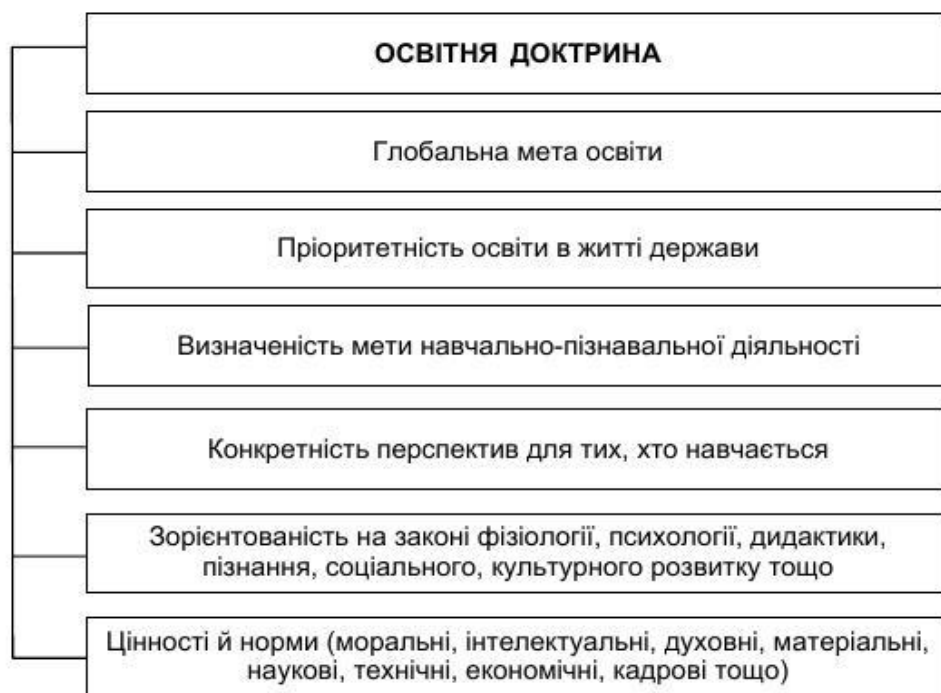 ОСВІТНЯ ДОКТРИНА
Глобальна мета освіти
Пріоритетність освіти в житті держави
Визначеність мети навчально-пізнавальної діяльності
Конкретність перспектив для тих, хто навчається
Зорієнтованість на законі фізіології, психології, дидактики,
пізнання, соціального, культурного розвитку тощо
Цінності й норми (моральні, інтелектуальні, духовні, матеріальні,
наукові, технічні, економічні, кадрові тощо)